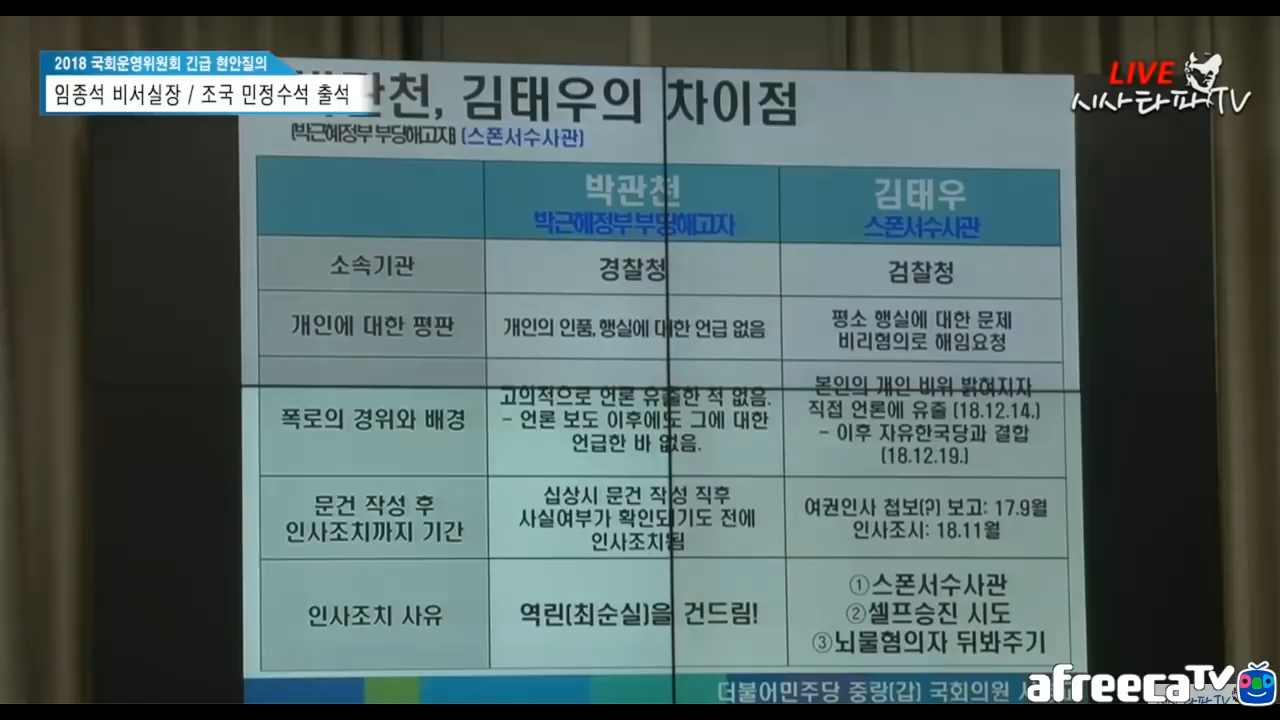 2018 국회운영위원회 긴급 현안질의
임종석 비서실장 / 조국 민정수석 출석
LIVE
시사타파TV
김태우의 차이점
(박근혜정부 부당해고자) (스폰서수사관)
박관천
박근혜정부 부당해고자
김태우
스폰서수사관
소속기관
경찰청
검찰청
개인에 대한 평판
개인의 인품, 행실에 대한 언급 없음
평소 행실에 대한 문제
비리혐의로 해임요청
폭로의 경위와 배경
고의적으로 언론 유출한 적 없음.
- 언론 보도 이후에도 그에 대한
언급한 바 없음.
본인의 개인 비위 밝혀지자
직접 언론에 유출 (18.12.14.)
- 이후 자유한국당과 결합
(18.12.19.)
문건 작성 후
인사조치까지 기간
십상시 문건 작성 직후
사실여부가 확인되기도 전에
인사조치됨
여권인사 첩보(?) 보고: 17.9월
인사조시: 18.11월
인사조치 사유
역린(최순실)을 건드림!
①스폰서수사관
②셀프승진 시도
③뇌물혐의자 뒤봐주기
더불어민주당 중랑(갑) 국회의원
afreecaTV